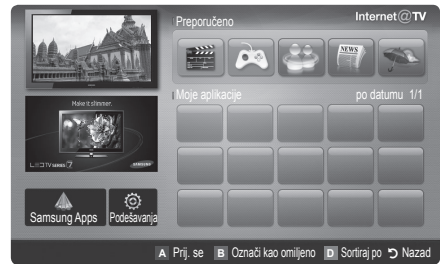 Preporučeno
Internet@TV
NEWS
Make it slimmer.
Moje aplikacije
po datumu 1/1
LED TV SERIES 7
SAMSUNG
Samsung Apps
Podešavanja
A Prij. se B Označi kao omiljeno D Sortiraj po Nazad